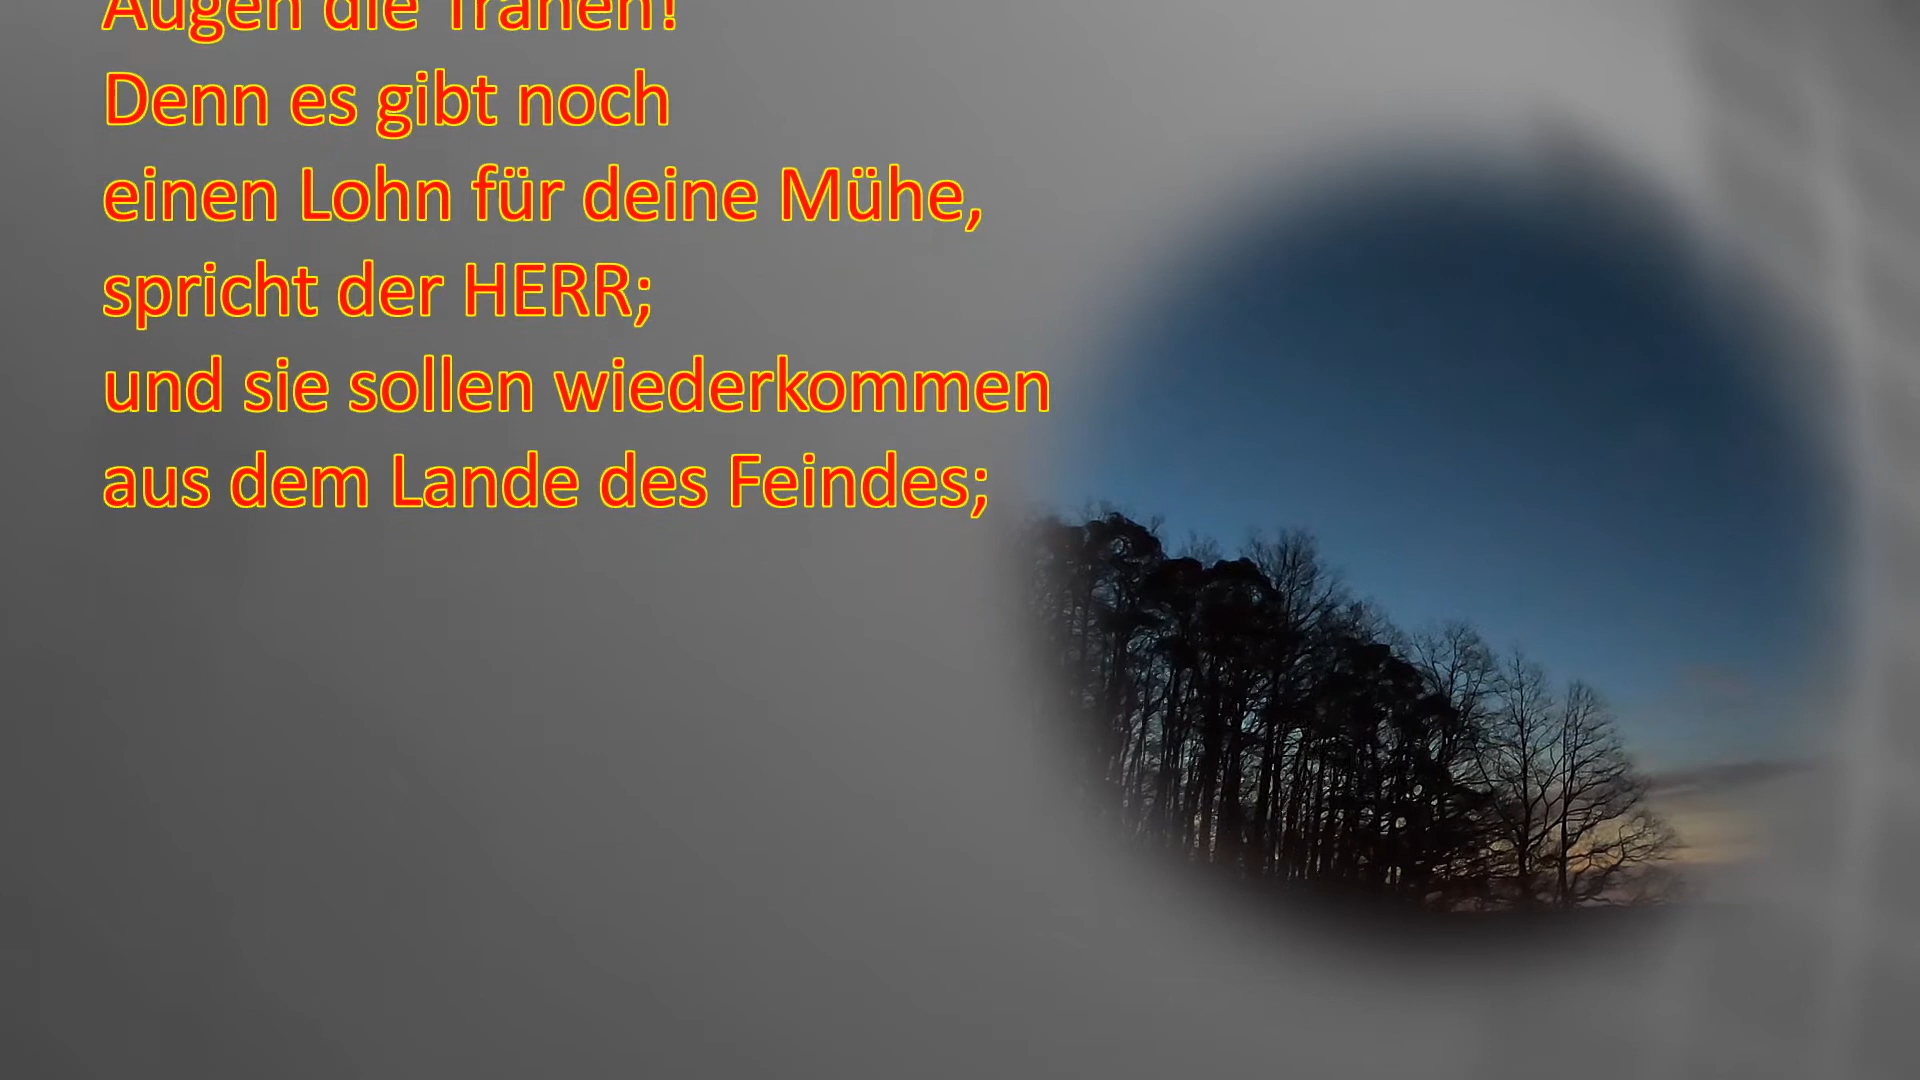 Augen die Tränen!
Denn es gibt noch
einen Lohn für deine Mühe,
spricht der HERR;
und sie sollen wiederkommen
aus dem Lande des Feindes;